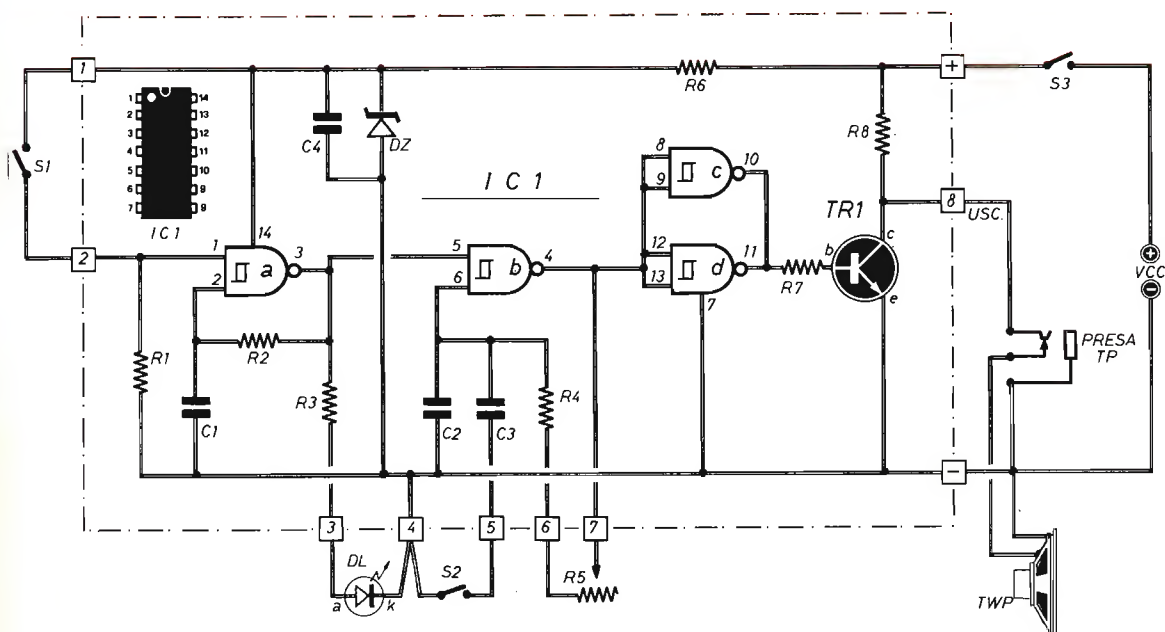 1
+
S3
R6
R8
C4
DZ
S1
1 14
2 13
3 12
4 11
5 10
6 9
7 9
IC1
IC1
8
9
c
10
TR1
8
USC.
2
1
14
a
3
2
5
6
b
4
12
13
d
11
7
R7
b
c
e
VCC
+
−
PRESA
TP
R1
R2
C1
R3
C2
C3
R4
−
3
4
5
6
7
DL
a
k
S2
R5
TWP